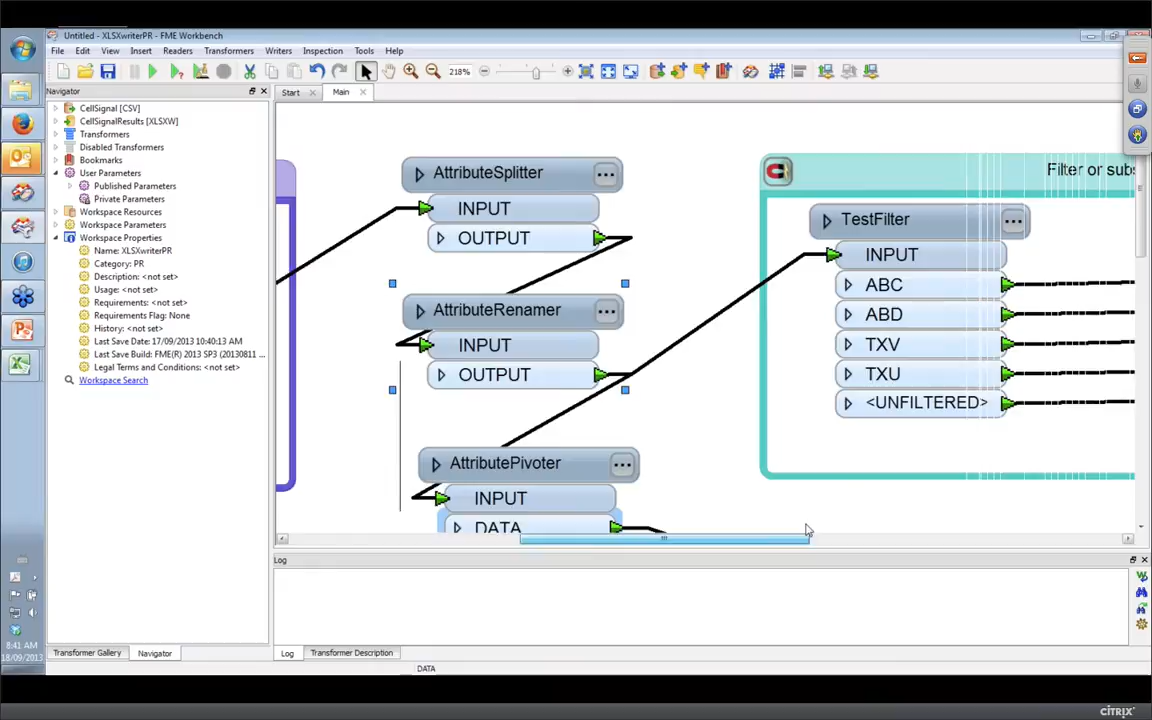 Untitled - XLSXwriterPR - FME Workbench
File Edit View Insert Readers Transformers Writers Inspection Tools Help
218%
Navigator
Start
Main
CellSignal [CSV]
CellSignalResults [XLSXW]
Transformers
Disabled Transformers
Bookmarks
User Parameters
Published Parameters
Private Parameters
Workspace Resources
Workspace Parameters
Workspace Properties
Name: XLSXwriterPR
Category: PR
Description: <not set>
Usage: <not set>
Requirements: <not set>
Requirements Flag: None
History: <not set>
Last Save Date: 17/09/2013 10:40:13 AM
Last Save Build: FME(R) 2013 SP3 (20130811 ...
Legal Terms and Conditions: <not set>
Workspace Search
AttributeSplitter
INPUT
OUTPUT
AttributeRenamer
INPUT
OUTPUT
AttributePivoter
INPUT
DATA
Filter or subs
TestFilter
INPUT
ABC
ABD
TXV
TXU
<UNFILTERED>
Log
Transformer Gallery
Navigator
Log
Transformer Description
DATA
8:41 AM
18/09/2013
CITRIX